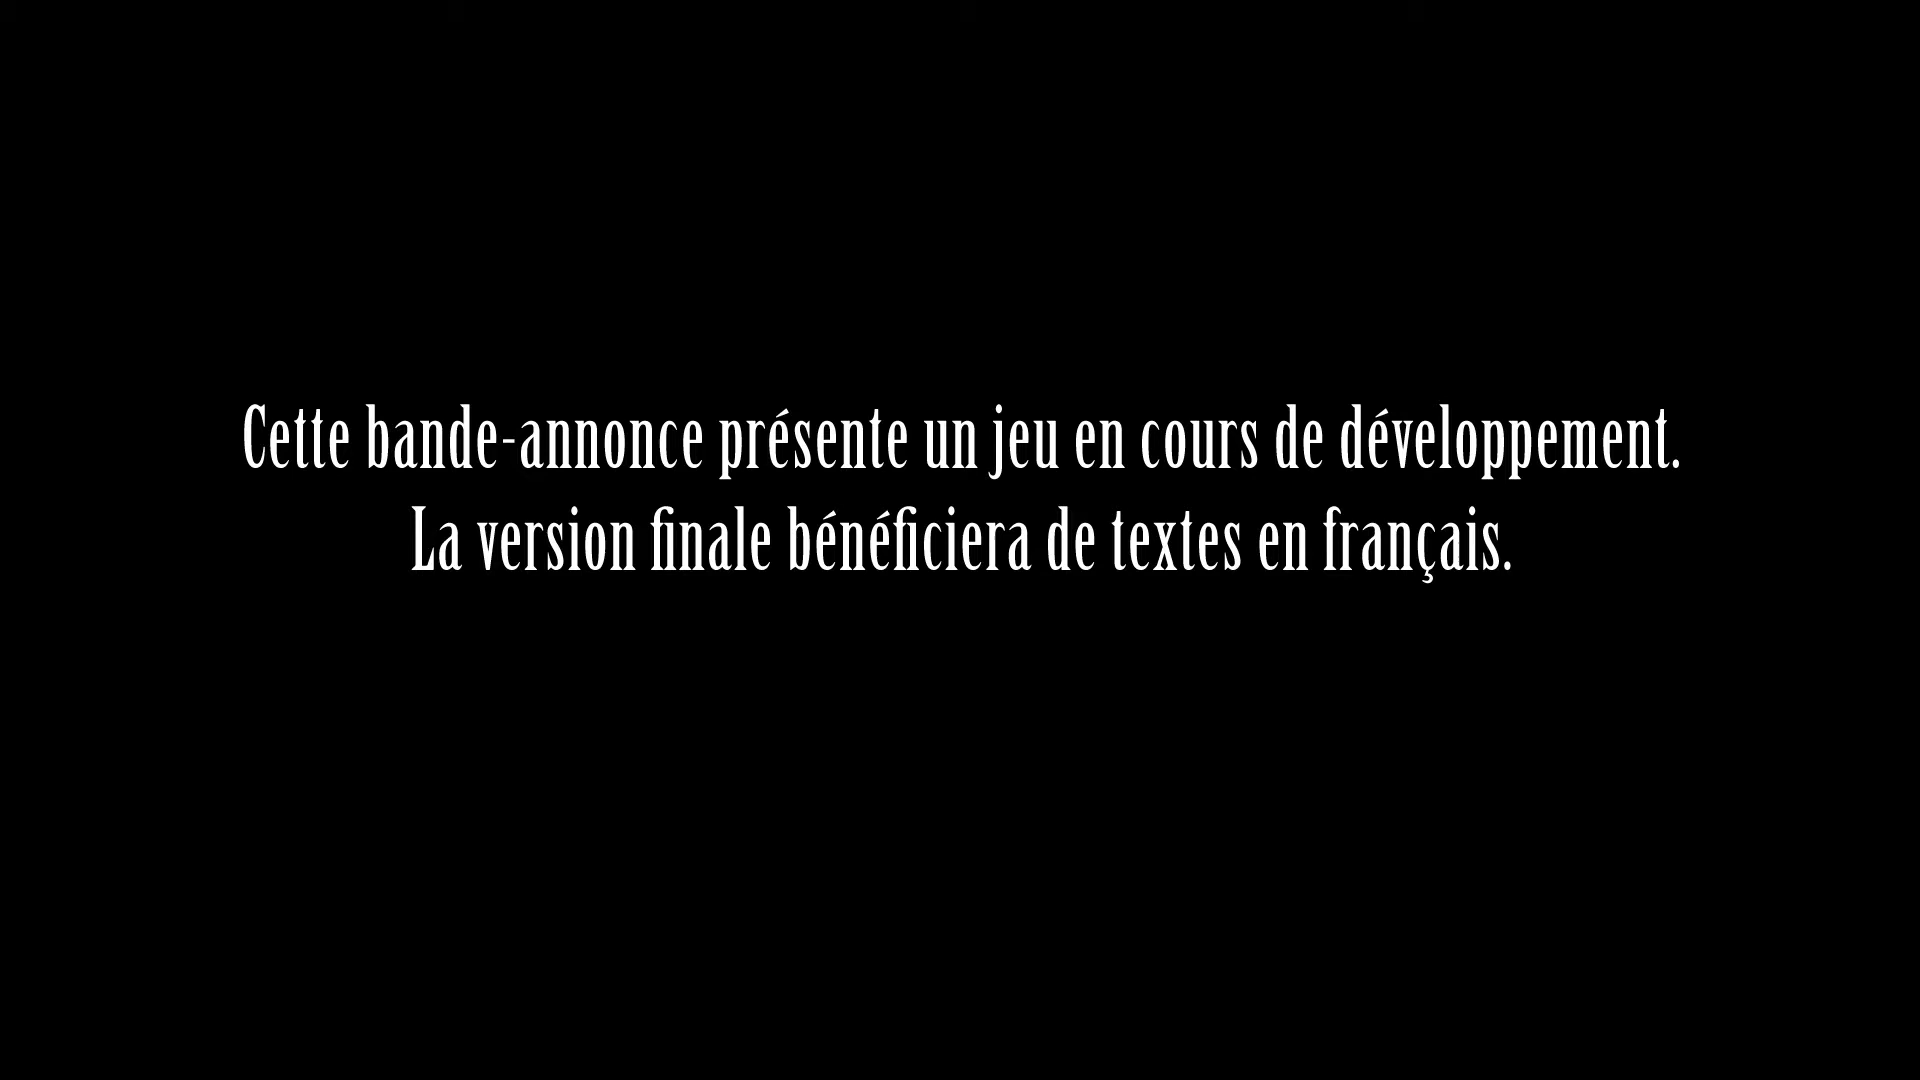 Cette bande-annonce présente un jeu en cours de développement.
La version finale bénéficiera de textes en français.